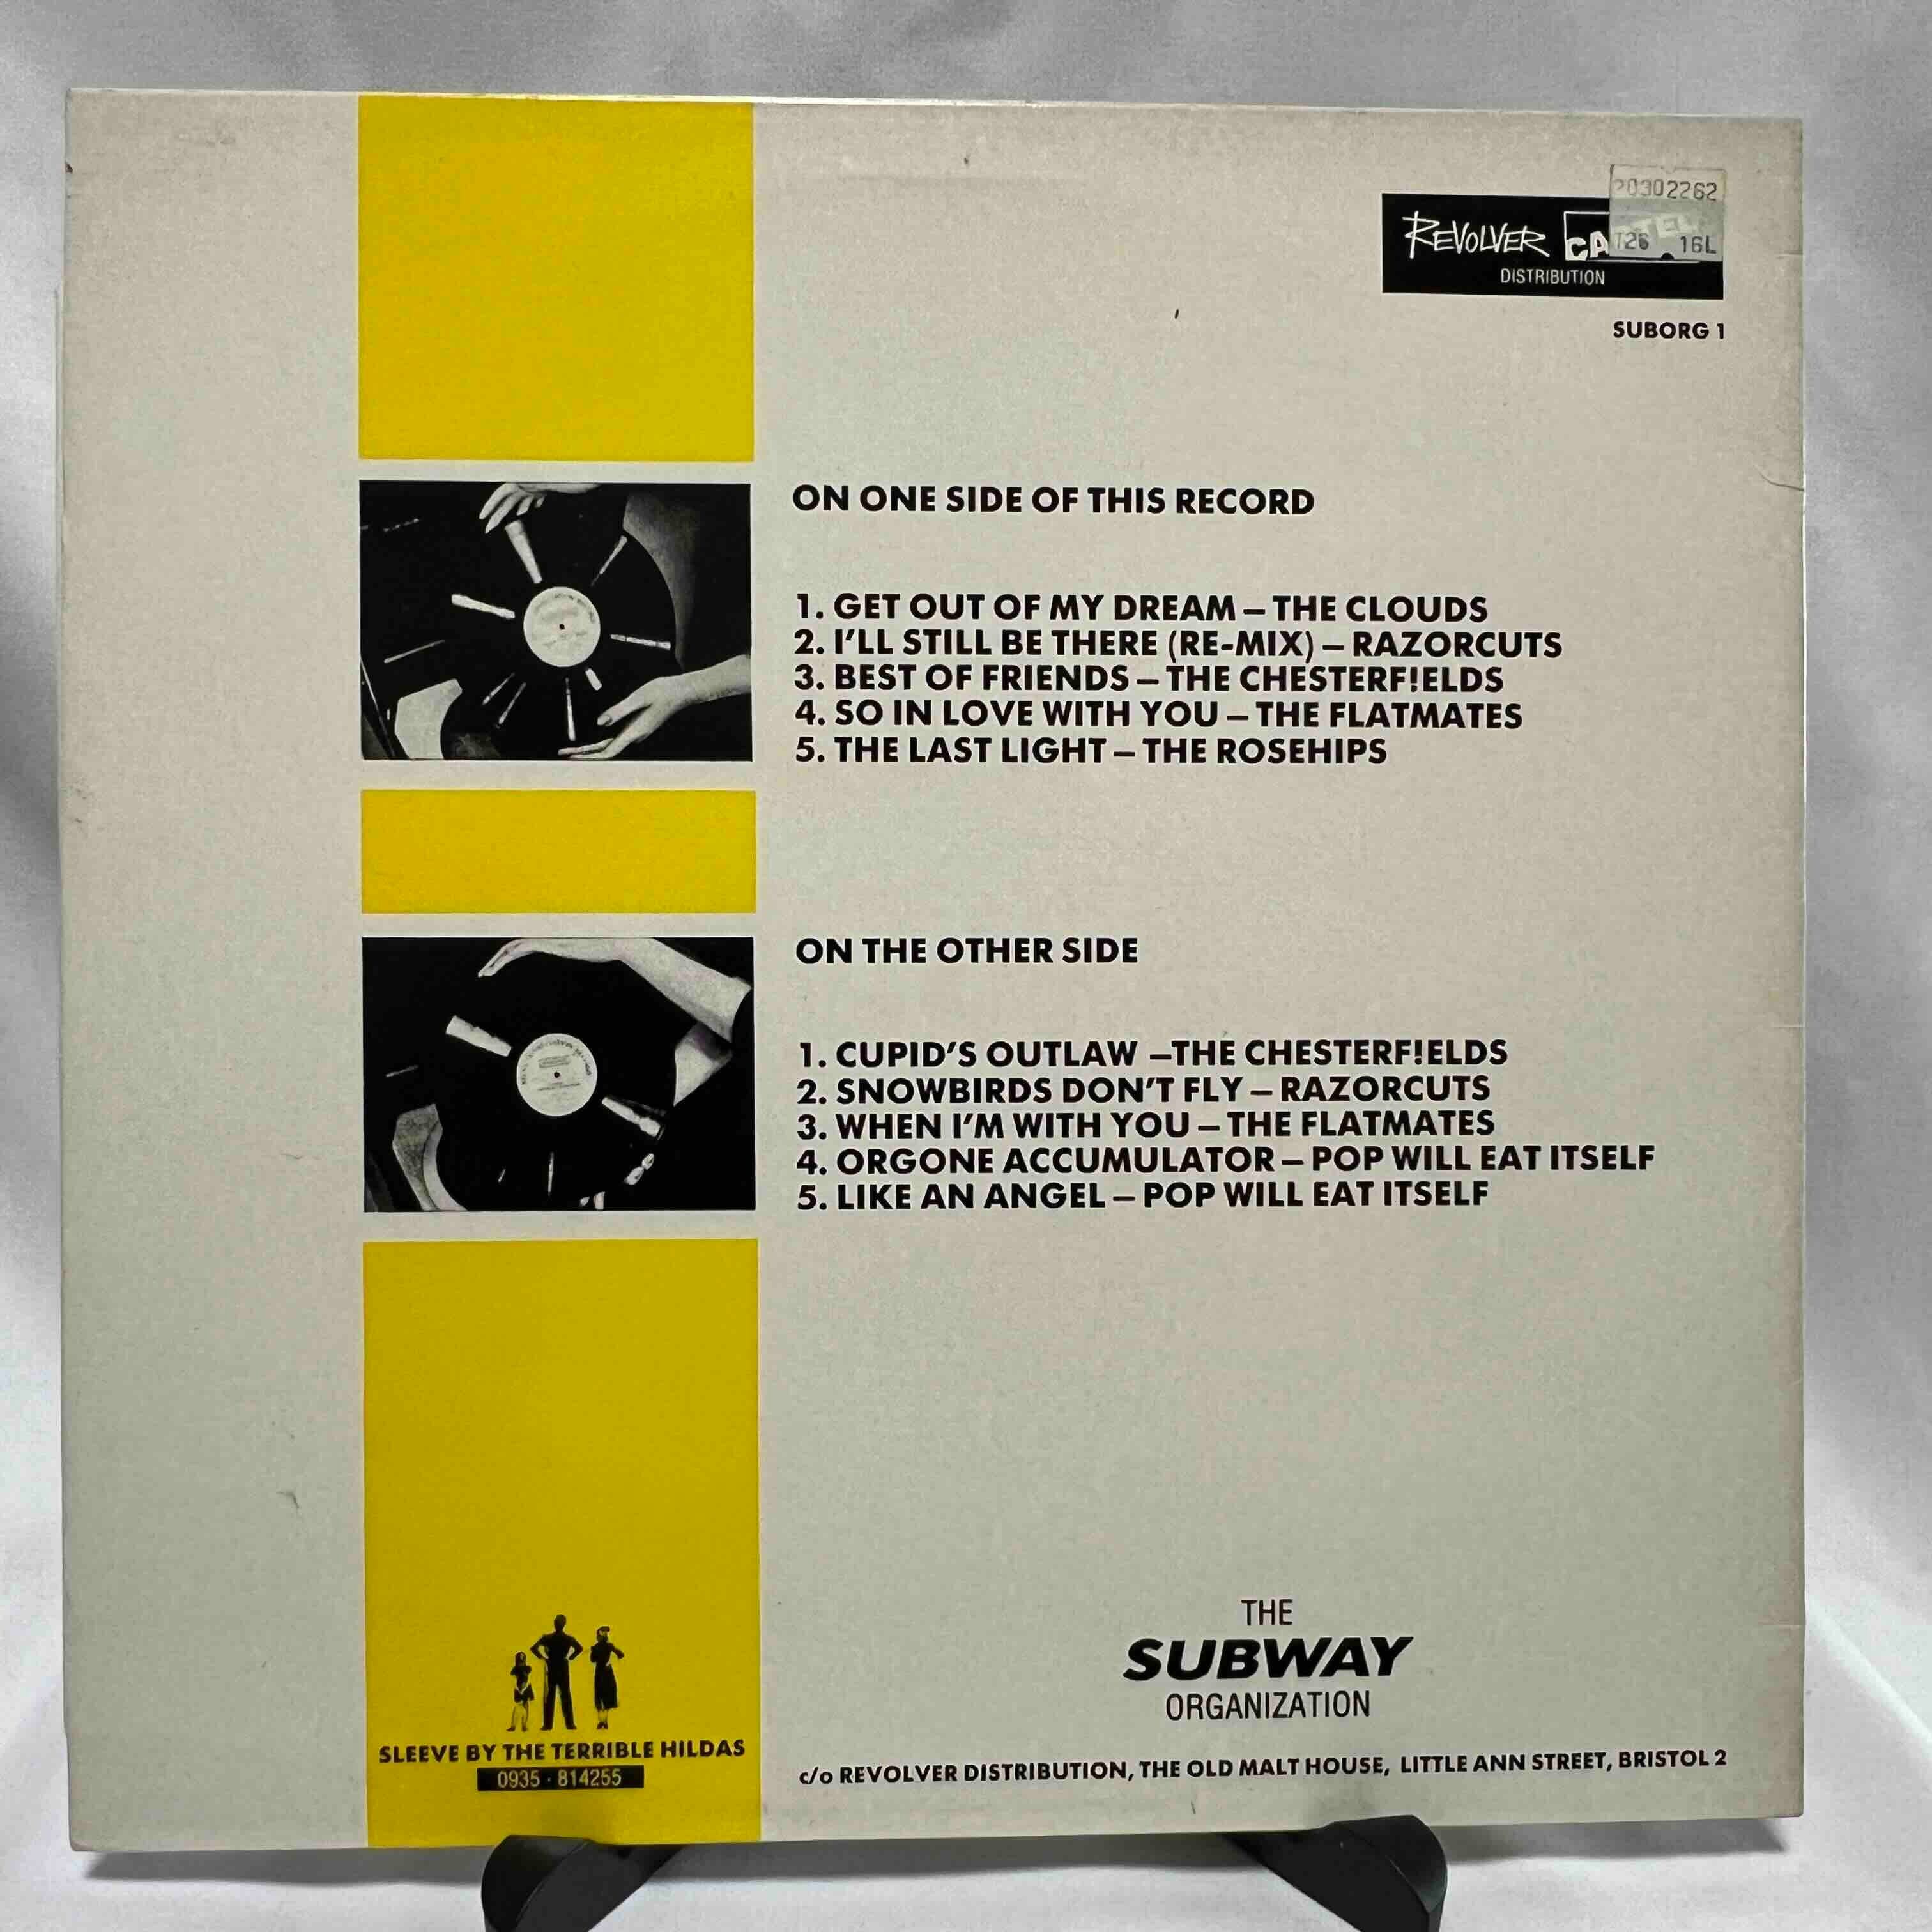 20302262
T26 16L
REVOLVER
DISTRIBUTION
SUBORG 1
ON ONE SIDE OF THIS RECORD
1. GET OUT OF MY DREAM – THE CLOUDS
2. I'LL STILL BE THERE (RE-MIX) – RAZORCUTS
3. BEST OF FRIENDS – THE CHESTERF!ELDS
4. SO IN LOVE WITH YOU – THE FLATMATES
5. THE LAST LIGHT – THE ROSEHIPS
ON THE OTHER SIDE
1. CUPID'S OUTLAW –THE CHESTERF!ELDS
2. SNOWBIRDS DON'T FLY – RAZORCUTS
3. WHEN I'M WITH YOU – THE FLATMATES
4. ORGONE ACCUMULATOR – POP WILL EAT ITSELF
5. LIKE AN ANGEL – POP WILL EAT ITSELF
SLEEVE BY THE TERRIBLE HILDAS
0935 · 814255
THE
SUBWAY
ORGANIZATION
c/o REVOLVER DISTRIBUTION, THE OLD MALT HOUSE, LITTLE ANN STREET, BRISTOL 2